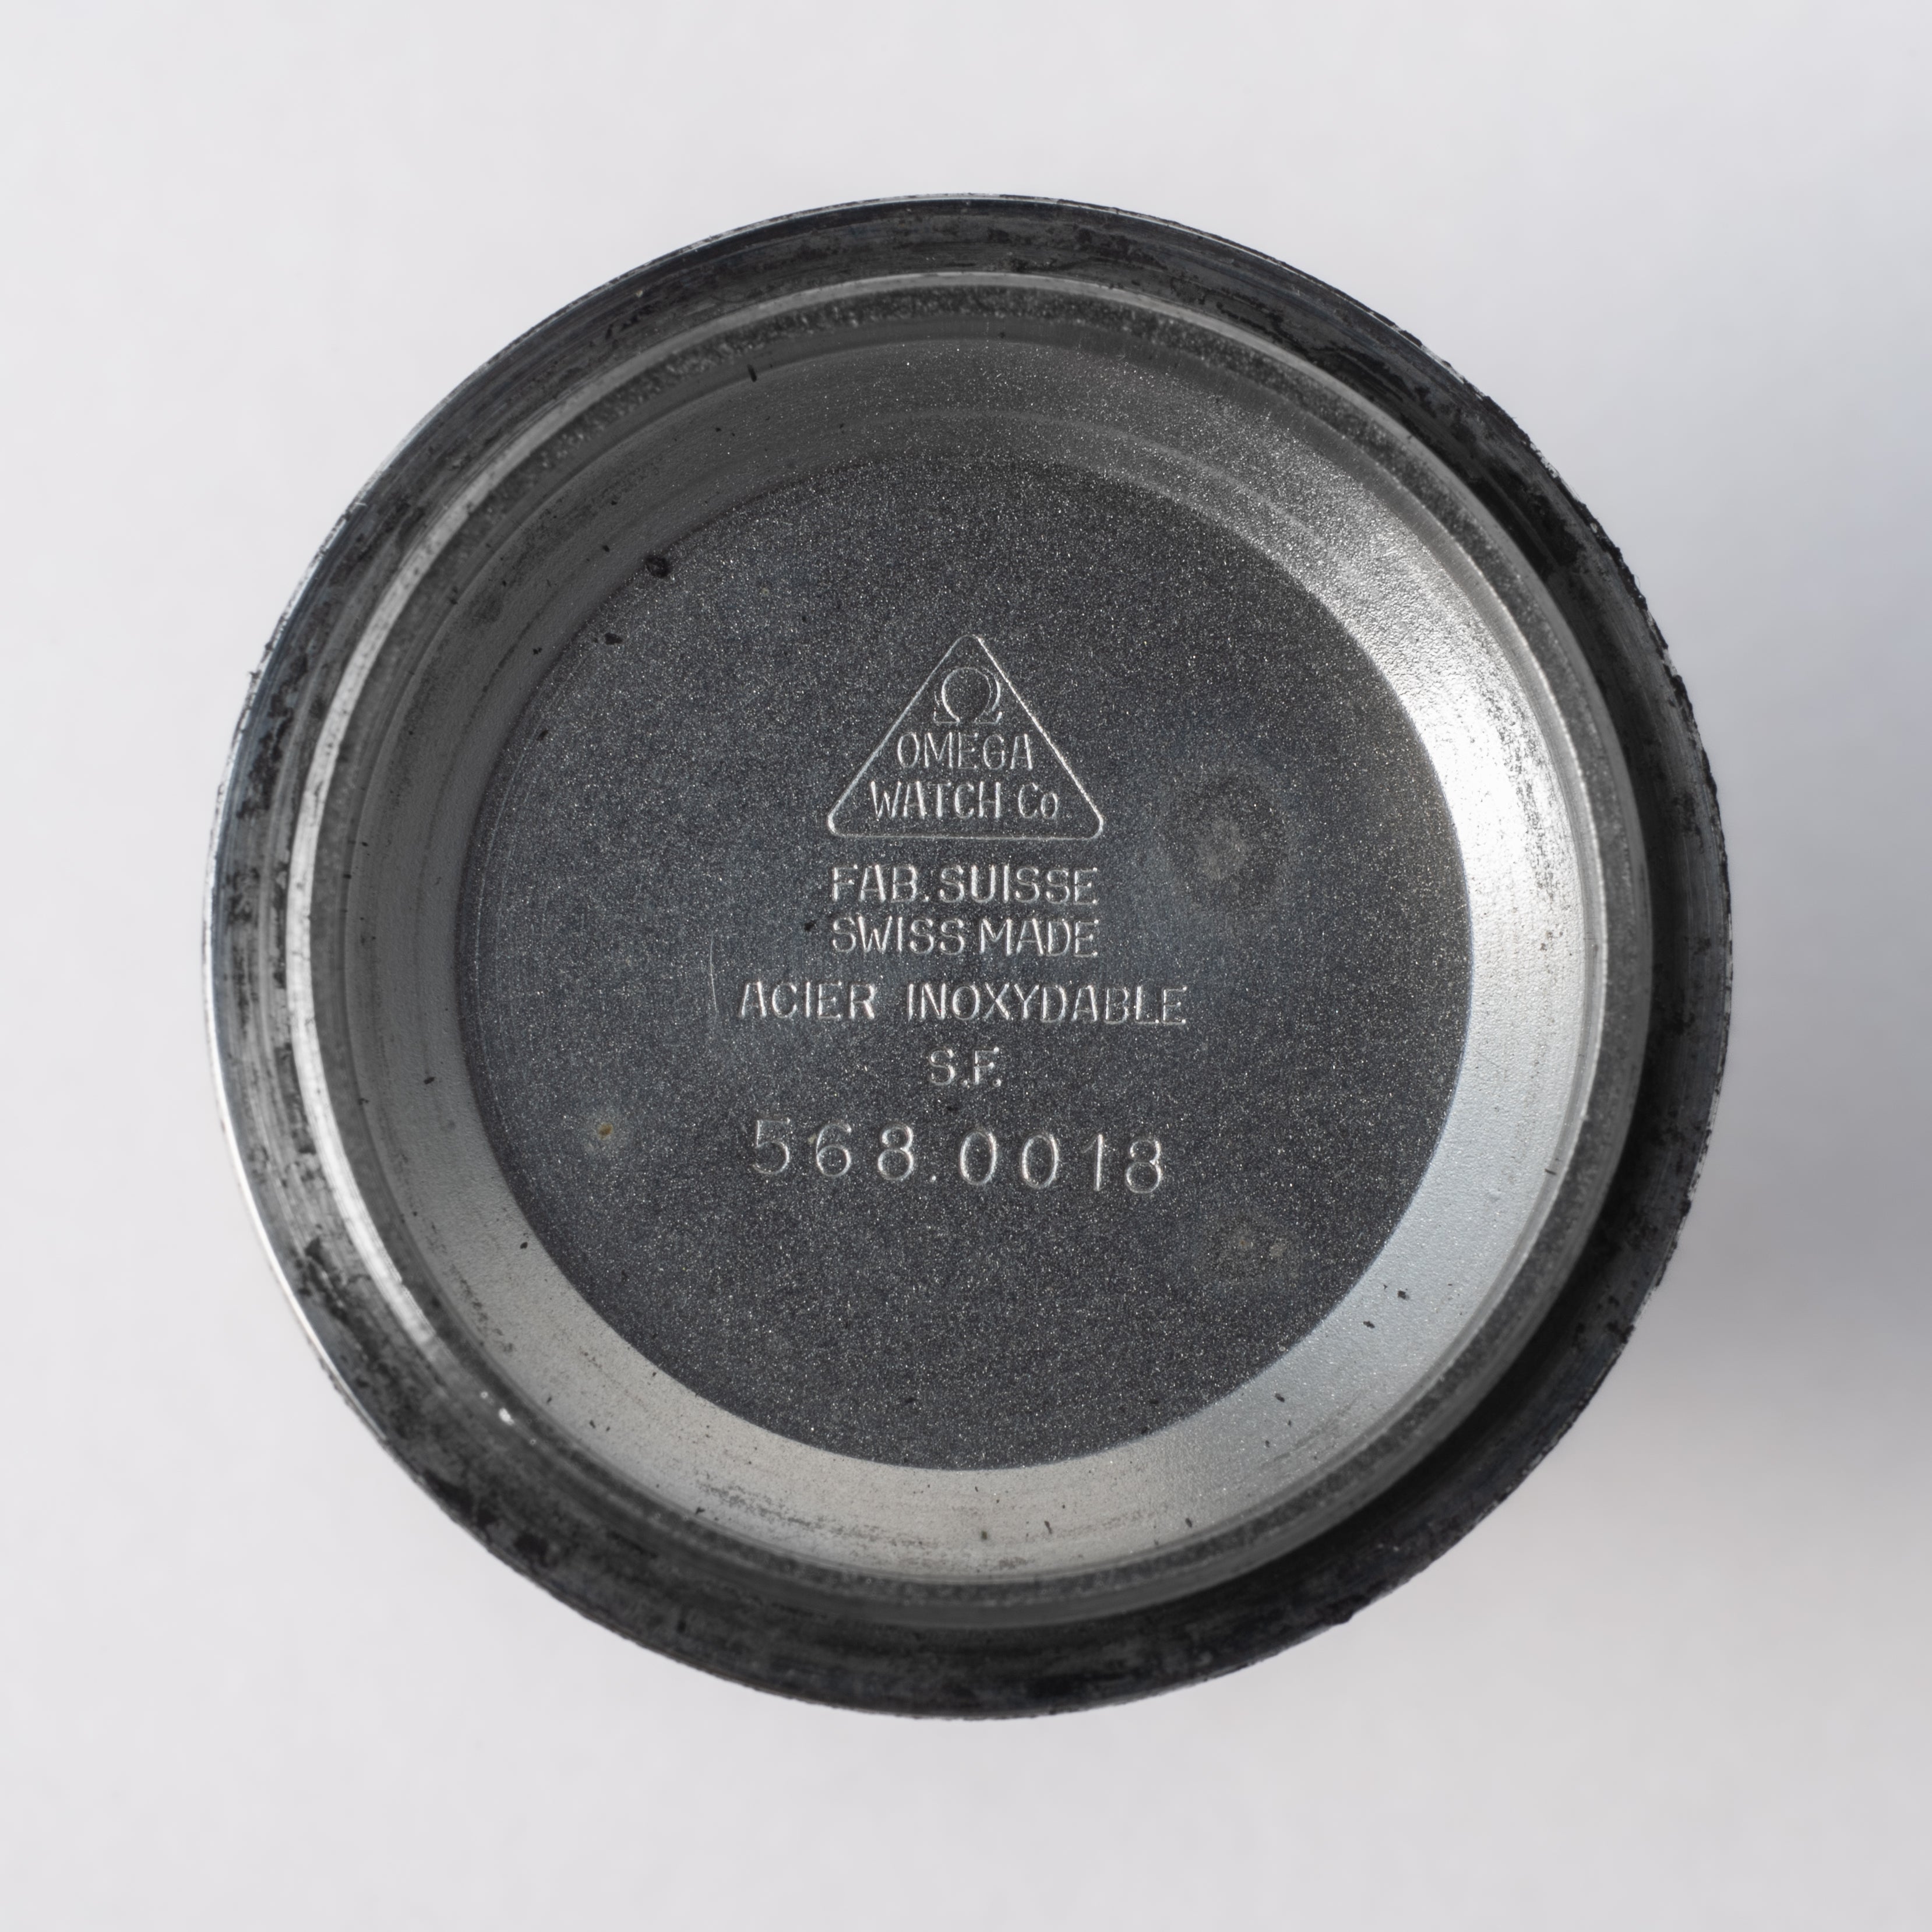 Ω
OMEGA
WATCH Co.
FAB. SUISSE
SWISS MADE
ACIER INOXYDABLE
S.F.
568.0018